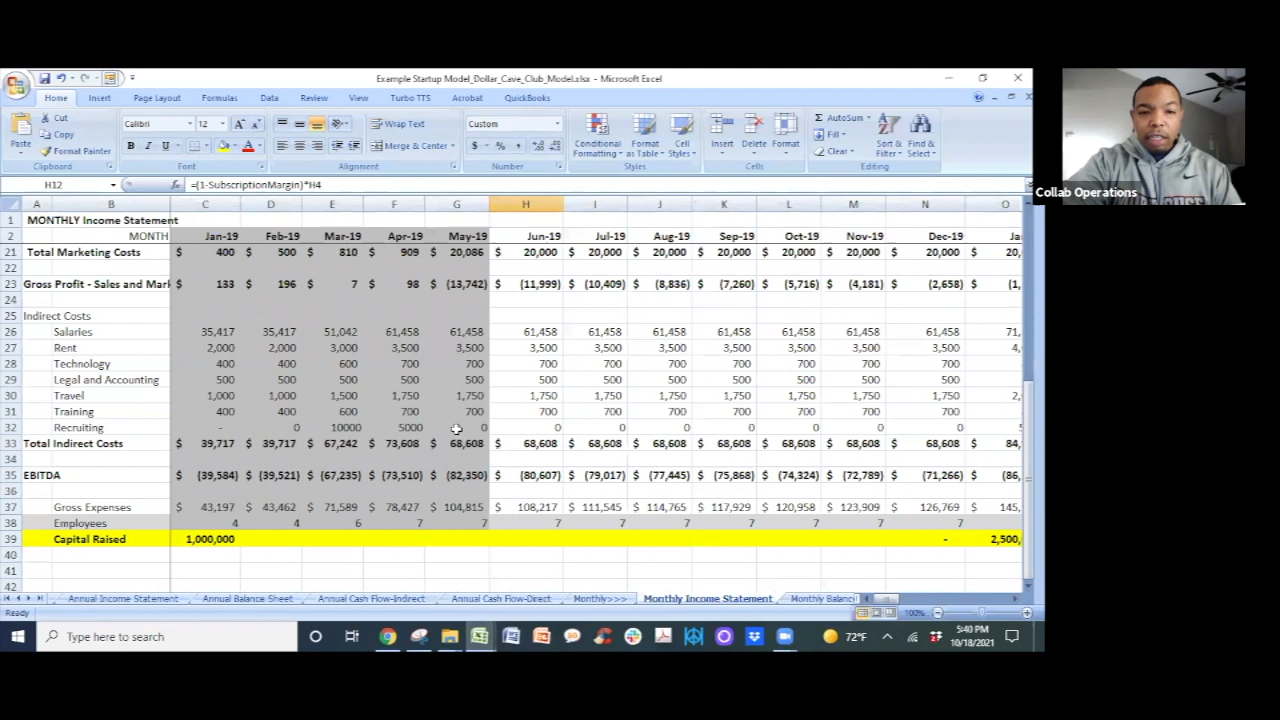 Example Startup Model_Dollar_Cave_Club_Model.xlsx - Microsoft Excel
Home Insert Page Layout Formulas Data Review View Turbo TTS Acrobat QuickBooks
Paste Cut Copy Format Painter Clipboard
Calibri 12 B I U Font
Wrap Text Merge & Center Alignment
Custom $ % , Number
Conditional Formatting Format as Table Cell Styles Styles
Insert Delete Format Cells
AutoSum Fill Clear Sort & Filter Find & Select Editing
Collab Operations
H12 fx =(1-SubscriptionMargin)*H4
A B C D E F G H I J K L M N O
1 MONTHLY Income Statement
2 MONTH Jan-19 Feb-19 Mar-19 Apr-19 May-19 Jun-19 Jul-19 Aug-19 Sep-19 Oct-19 Nov-19 Dec-19 Ja
21 Total Marketing Costs $ 400 $ 500 $ 810 $ 909 $ 20,086 $ 20,000 $ 20,000 $ 20,000 $ 20,000 $ 20,000 $ 20,000 $ 20,000 $ 20,
22
23 Gross Profit - Sales and Mark $ 133 $ 196 $ 7 $ 98 $ (13,742) $ (11,999) $ (10,409) $ (8,836) $ (7,260) $ (5,716) $ (4,181) $ (2,658) $ (1,
24
25 Indirect Costs
26 Salaries 35,417 35,417 51,042 61,458 61,458 61,458 61,458 61,458 61,458 61,458 61,458 61,458 71,
27 Rent 2,000 2,000 3,000 3,500 3,500 3,500 3,500 3,500 3,500 3,500 3,500 3,500 4,
28 Technology 400 400 600 700 700 700 700 700 700 700 700 700
29 Legal and Accounting 500 500 500 500 500 500 500 500 500 500 500 500
30 Travel 1,000 1,000 1,500 1,750 1,750 1,750 1,750 1,750 1,750 1,750 1,750 1,750 2,
31 Training 400 400 600 700 700 700 700 700 700 700 700 700
32 Recruiting - 0 10000 5000 0 0 0 0 0 0 0 0
33 Total Indirect Costs $ 39,717 $ 39,717 $ 67,242 $ 73,608 $ 68,608 $ 68,608 $ 68,608 $ 68,608 $ 68,608 $ 68,608 $ 68,608 $ 68,608 $ 84,
34
35 EBITDA $ (39,584) $ (39,521) $ (67,235) $ (73,510) $ (82,350) $ (80,607) $ (79,017) $ (77,445) $ (75,868) $ (74,324) $ (72,789) $ (71,266) $ (86,
36
37 Gross Expenses $ 43,197 $ 43,462 $ 71,589 $ 78,427 $ 104,815 $ 108,217 $ 111,545 $ 114,765 $ 117,929 $ 120,958 $ 123,909 $ 126,769 $ 145,
38 Employees 4 4 6 7 7 7 7 7 7 7 7 7
39 Capital Raised 1,000,000 - 2,500,
40
41
42
Annual Income Statement Annual Balance Sheet Annual Cash Flow-Indirect Annual Cash Flow-Direct Monthly>>> Monthly Income Statement Monthly Balanc
Ready 100%
Type here to search 72°F 5:40 PM
10/18/2021